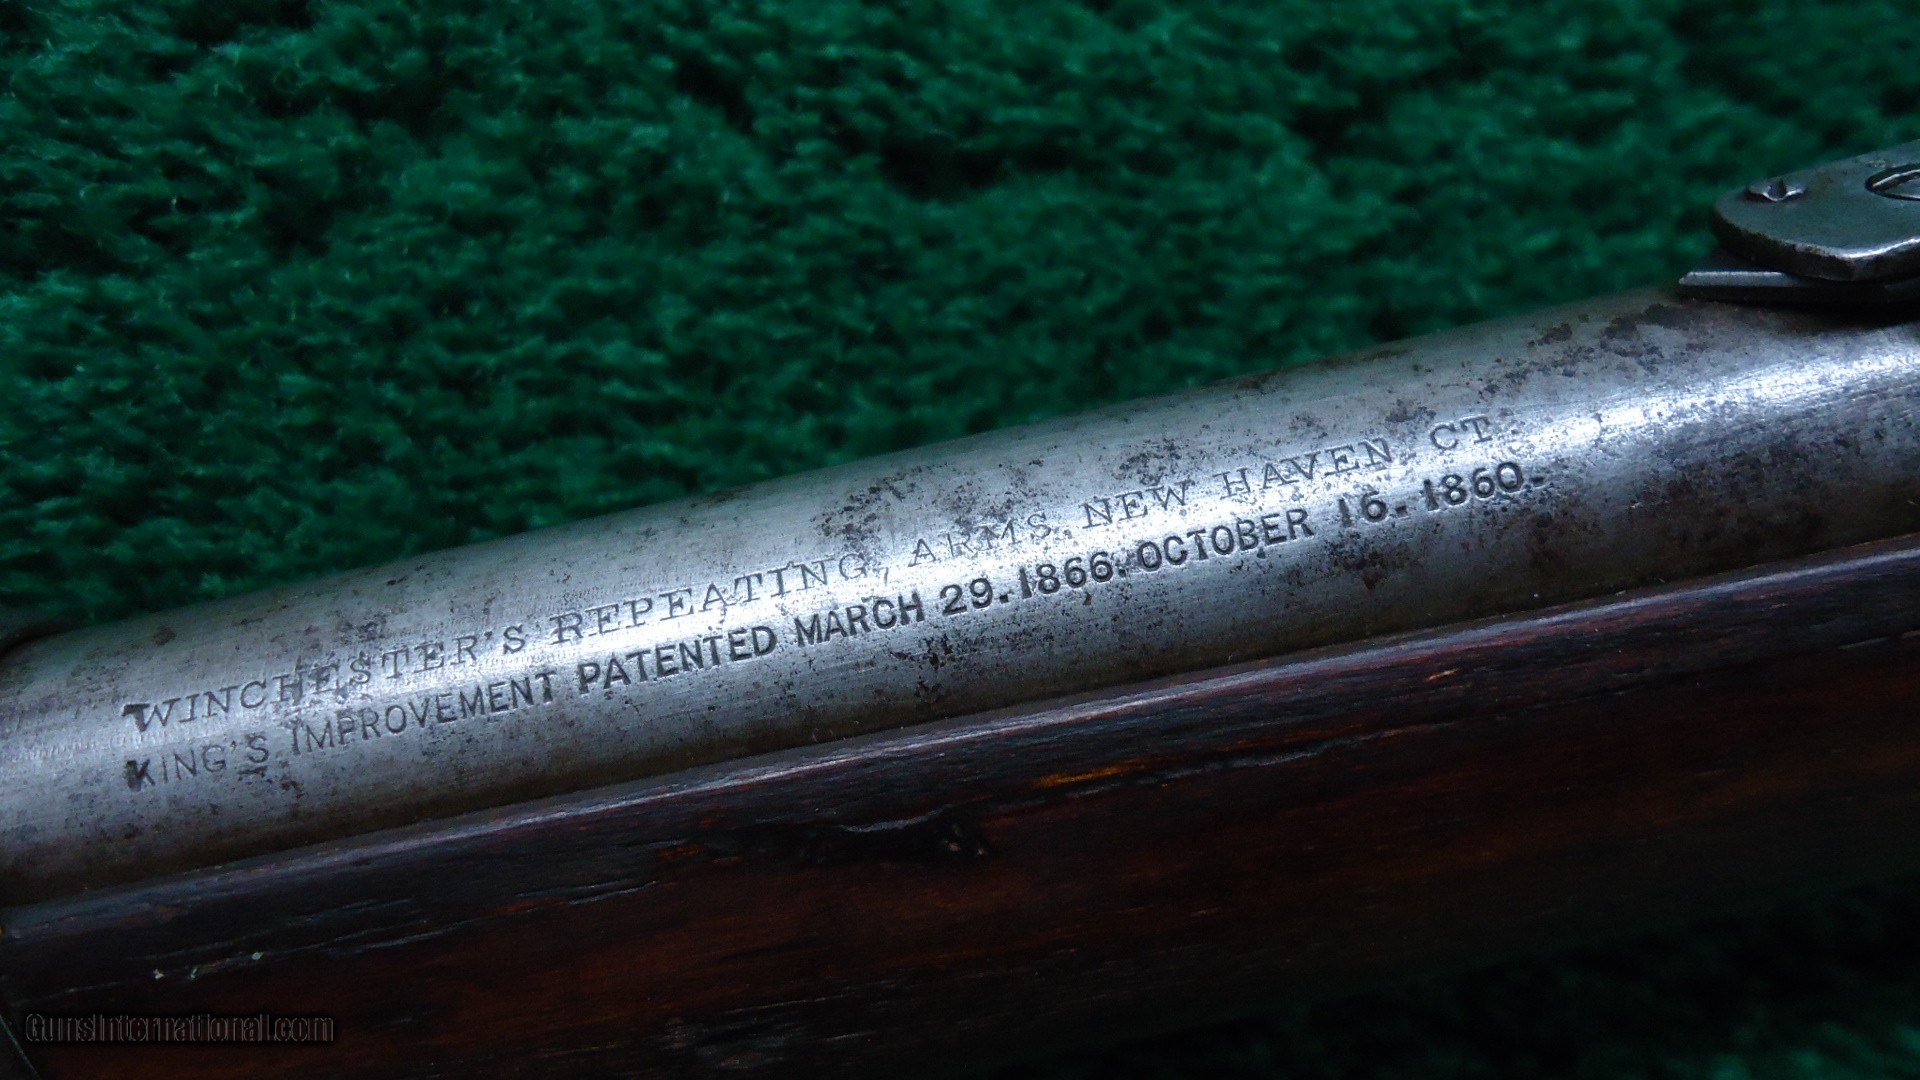 WINCHESTER'S REPEATING, ARMS. NEW HAVEN. CT.
KING'S IMPROVEMENT PATENTED MARCH 29. 1866. OCTOBER 16. 1860.
GunsInternational.com